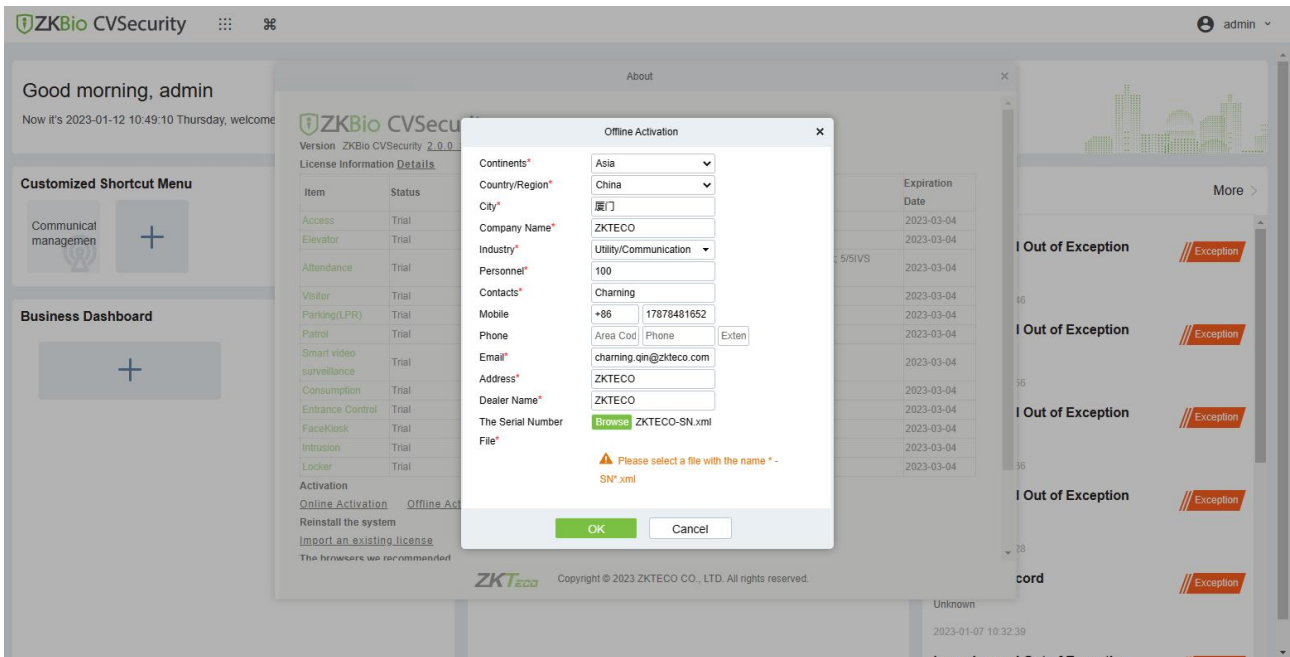 ZKBio CVSecurity
admin
Good morning, admin
Now it's 2023-01-12 10:49:10 Thursday, welcome
Customized Shortcut Menu
Communicat
managemen
Business Dashboard
About
ZKBio CVSecu
Version ZKBio CVSecurity 2.0.0
License Information Details
Item Status Expiration Date
Access Trial 2023-03-04
Elevator Trial 2023-03-04
Attendance Trial ; 5/5IVS 2023-03-04
Visitor Trial 2023-03-04
Parking(LPR) Trial 2023-03-04
Patrol Trial 2023-03-04
Smart video surveillance Trial 2023-03-04
Consumption Trial 2023-03-04
Entrance Control Trial 2023-03-04
FaceKiosk Trial 2023-03-04
Intrusion Trial 2023-03-04
Locker Trial 2023-03-04
Activation
Online Activation Offline Act
Reinstall the system
Import an existing license
The browsers we recommended
ZKTECO Copyright © 2023 ZKTECO CO., LTD. All rights reserved.
Offline Activation
Continents* Asia
Country/Region* China
City* 厦门
Company Name* ZKTECO
Industry* Utility/Communication
Personnel* 100
Contacts* Charning
Mobile +86 17878481652
Phone Area Cod Phone Exten
Email* charning.qin@zkteco.com
Address* ZKTECO
Dealer Name* ZKTECO
The Serial Number Browse ZKTECO-SN.xml
File*
Please select a file with the name * -
SN*.xml
OK Cancel
More
l Out of Exception Exception
46
l Out of Exception Exception
56
l Out of Exception Exception
36
l Out of Exception Exception
28
cord Exception
Unknown
2023-01-07 10:32:39